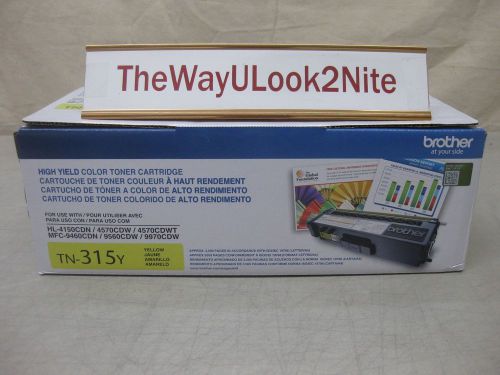 TheWayULook2Nite
brother
at your side
HIGH YIELD COLOR TONER CARTRIDGE
CARTOUCHE DE TONER COULEUR À HAUT RENDEMENT
CARTUCHO DE TÓNER A COLOR DE ALTO RENDIMIENTO
CARTUCHO DE TONER COLORIDO DE ALTO RENDIMENTO
FOR USE WITH / POUR UTILISER AVEC
PARA USO CON / PARA USO COM
HL-4150CDN / 4570CDW / 4570CDWT
MFC-9460CDN / 9560CDW / 9970CDW
TN-315Y
YELLOW
JAUNE
AMARILLO
AMARELO
brother